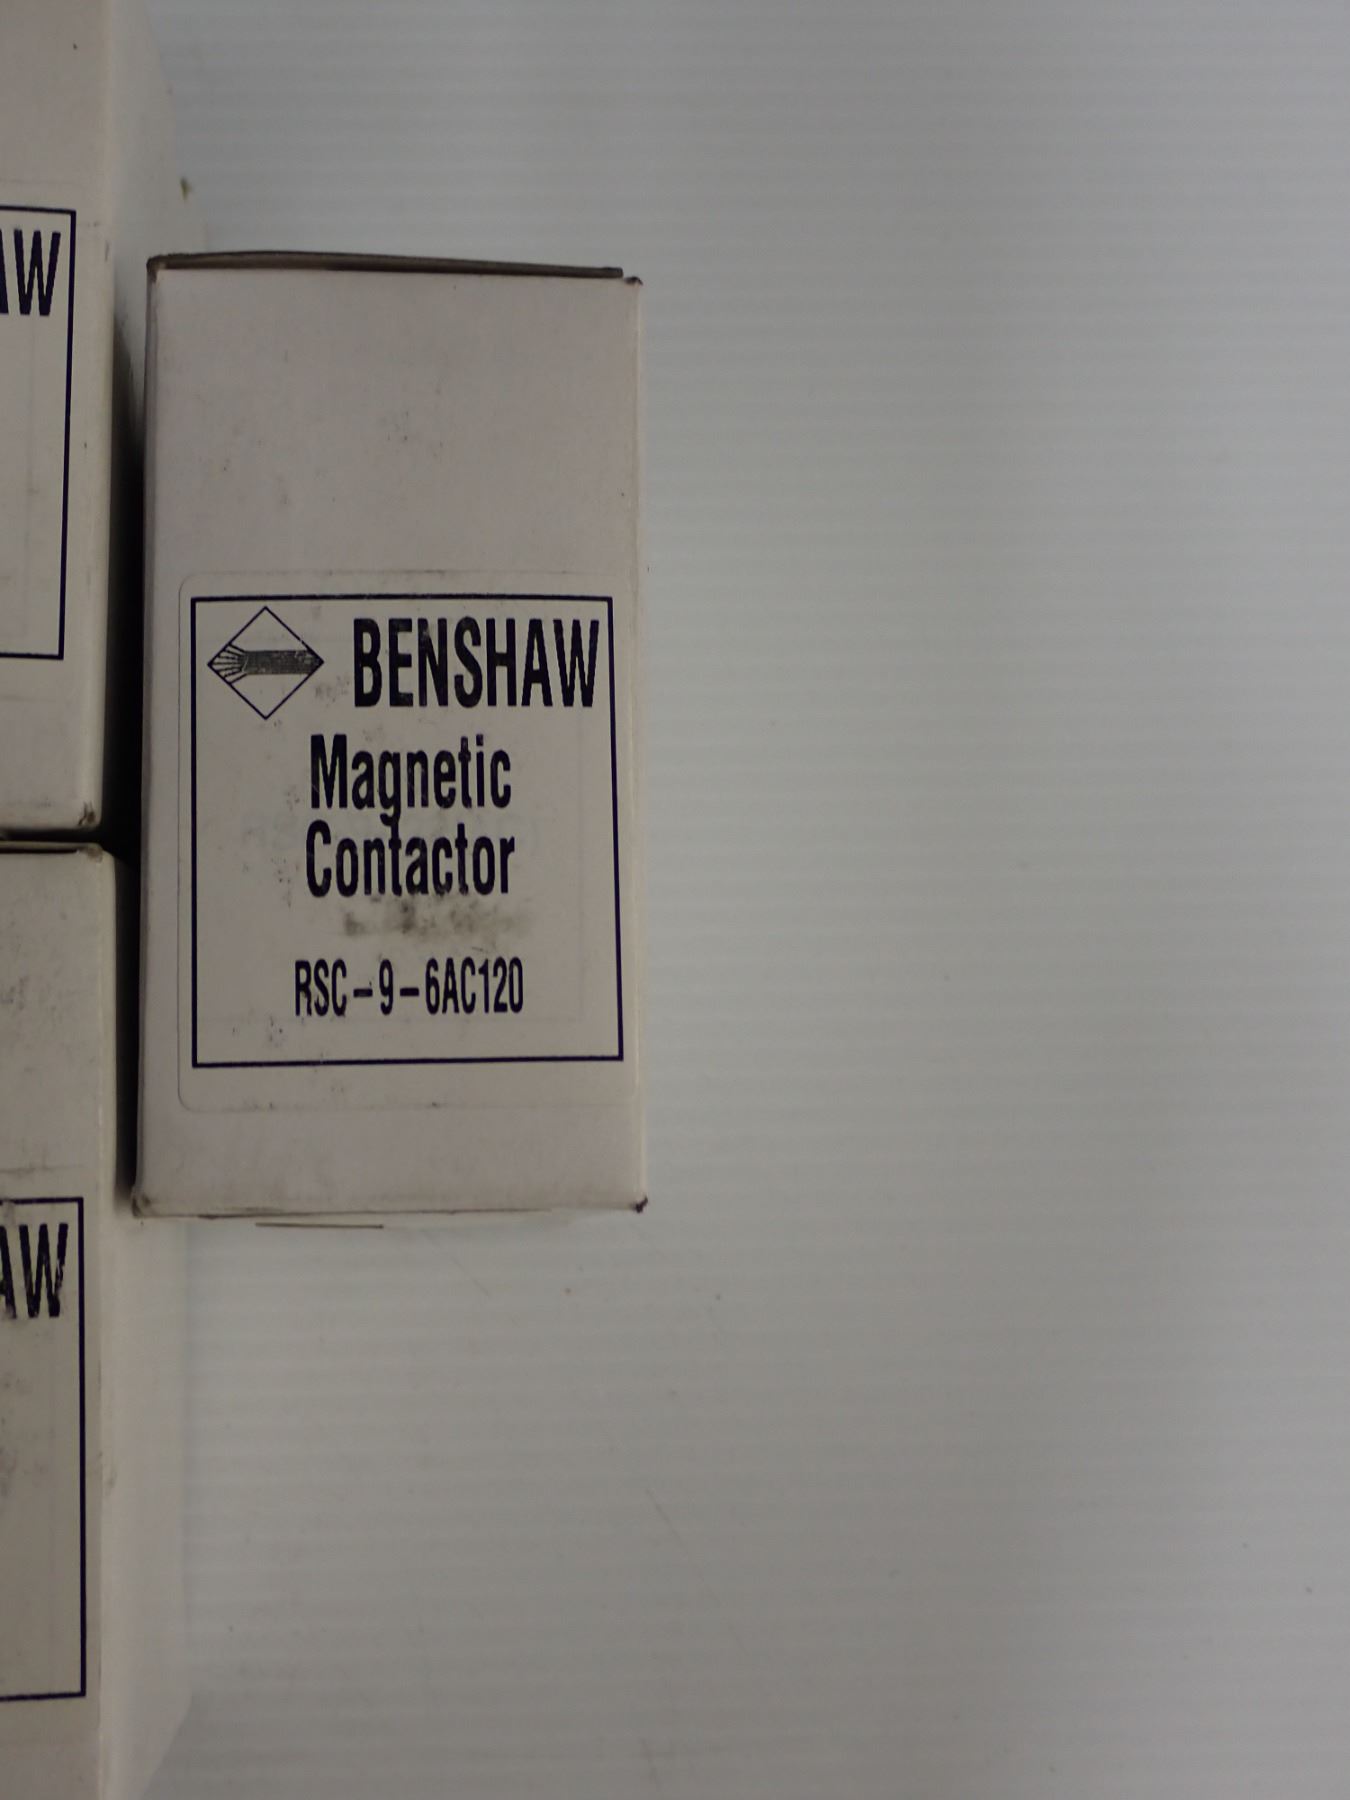 AW
BENSHAW
Magnetic
Contactor
RSC-9-6AC120
AW